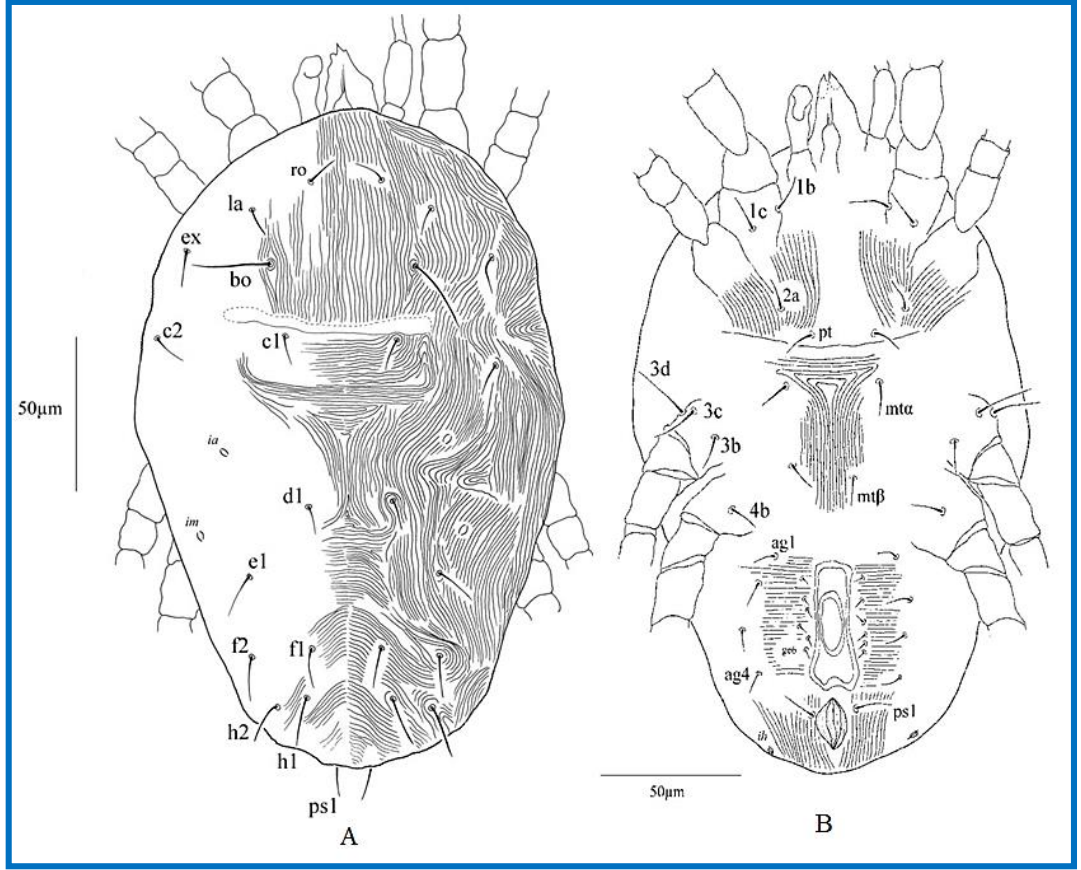 ro
la
ex
bo
c2
c1
50µm
ia
d1
im
e1
f2
f1
h2
h1
ps1
A
1b
1c
2a
pt
3d
mtα
3c
3b
mtβ
4b
ag1
ag4
ps1
ih
50µm
B